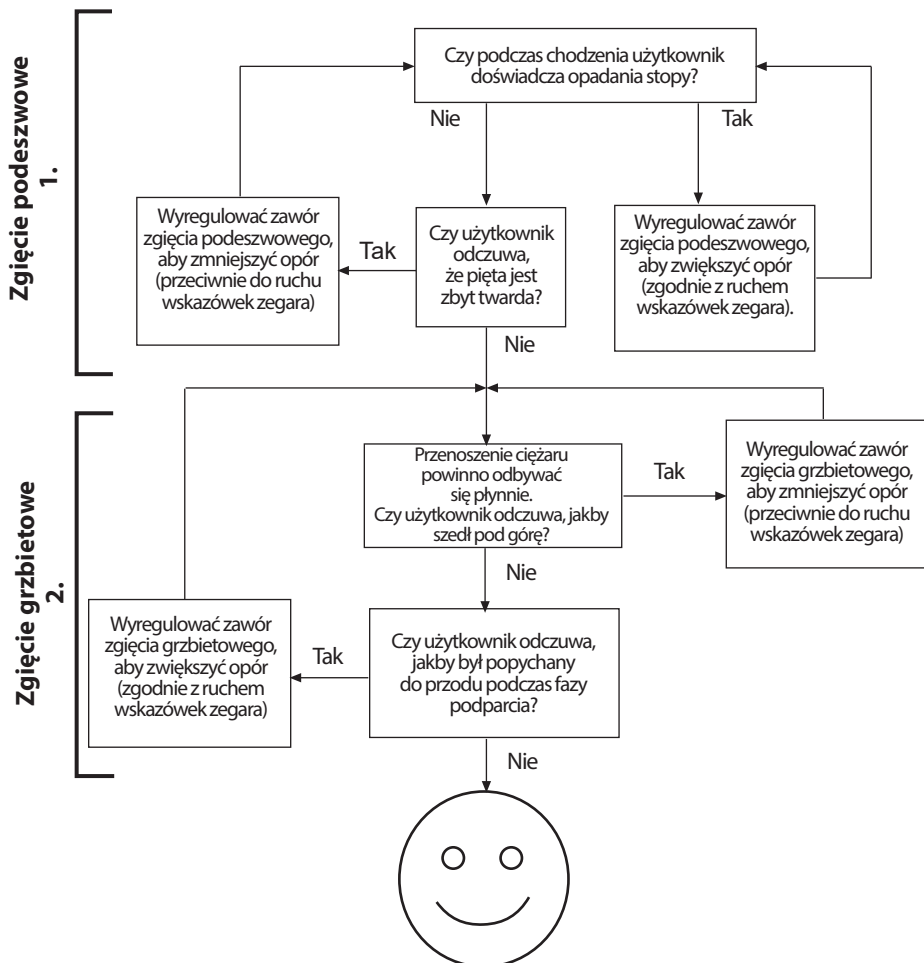 Zgięcie podeszwowe
1.
Czy podczas chodzenia użytkownik
doświadcza opadania stopy?
Nie
Tak
Wyregulować zawór
zgięcia podeszwowego,
aby zmniejszyć opór
(przeciwnie do ruchu
wskazówek zegara)
Tak
Czy użytkownik
odczuwa,
że pięta jest
zbyt twarda?
Wyregulować zawór
zgięcia podeszwowego,
aby zwiększyć opór
(zgodnie z ruchem
wskazówek zegara).
Nie
Zgięcie grzbietowe
2.
Przenoszenie ciężaru
powinno odbywać
się płynnie.
Czy użytkownik odczuwa, jakby
szedł pod górę?
Tak
Wyregulować zawór
zgięcia grzbietowego,
aby zmniejszyć opór
(przeciwnie do ruchu
wskazówek zegara)
Nie
Wyregulować zawór
zgięcia grzbietowego,
aby zwiększyć opór
(zgodnie z ruchem
wskazówek zegara)
Tak
Czy użytkownik odczuwa,
jakby był popychany
do przodu podczas fazy
podparcia?
Nie